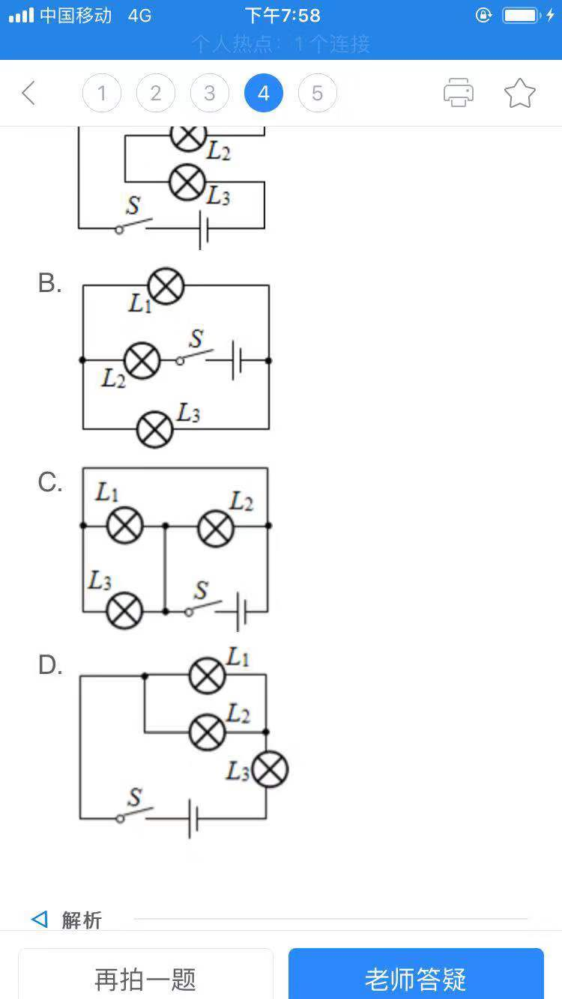 中国移动 4G 下午7:58
个人热点：1 个连接
1 2 3 4 5
L2
L3
S
B.
L1
S
L2
L3
C.
L1
L2
L3
S
D.
L1
L2
L3
S
解析
再拍一题
老师答疑